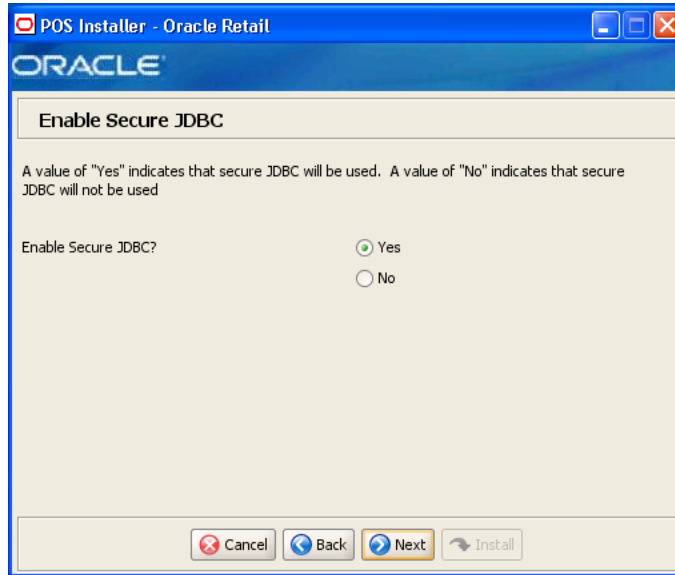 POS Installer - Oracle Retail
ORACLE
Enable Secure JDBC
A value of "Yes" indicates that secure JDBC will be used. A value of "No" indicates that secure
JDBC will not be used
Enable Secure JDBC?
Yes
No
Cancel
Back
Next
Install